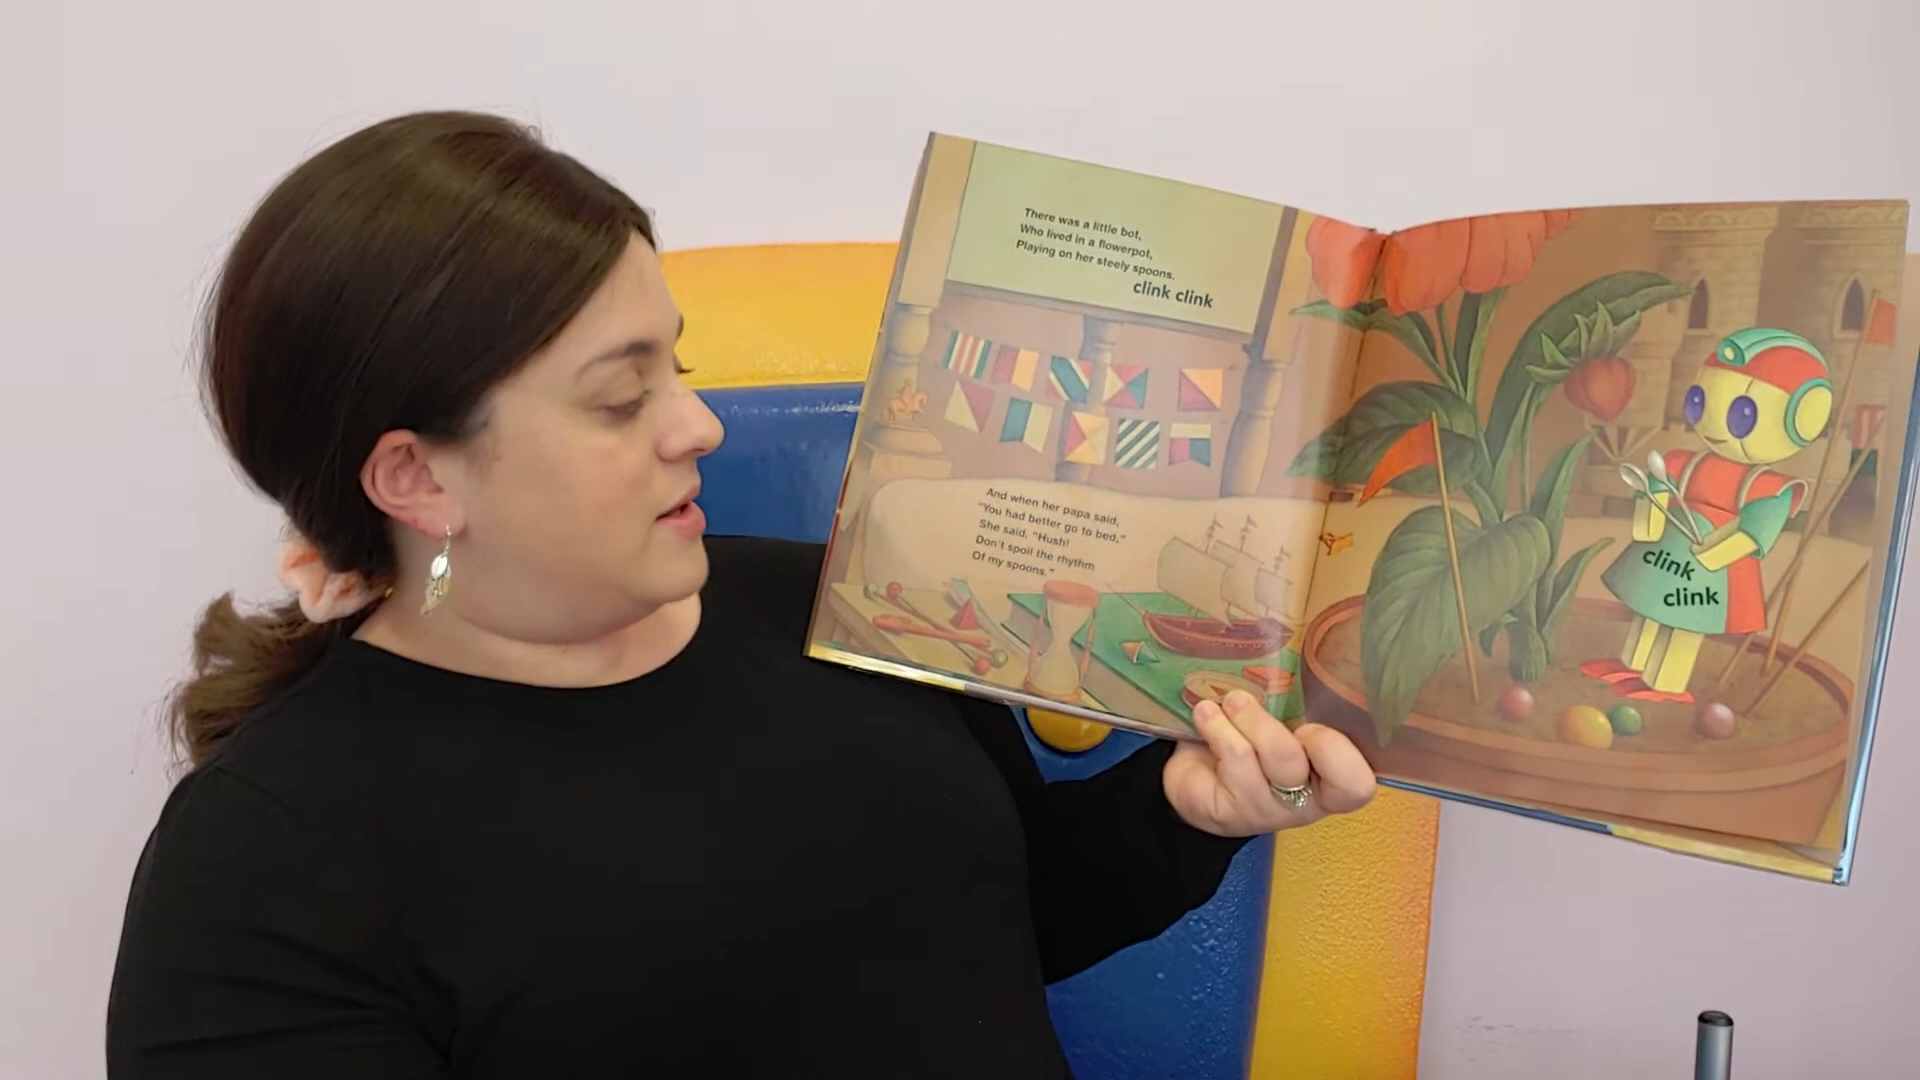 There was a little bot,
Who lived in a flowerpot,
Playing on her steely spoons.
clink clink
And when her papa said,
"You had better go to bed,"
She said, "Hush!
Don't spoil the rhythm
Of my spoons."
clink
clink